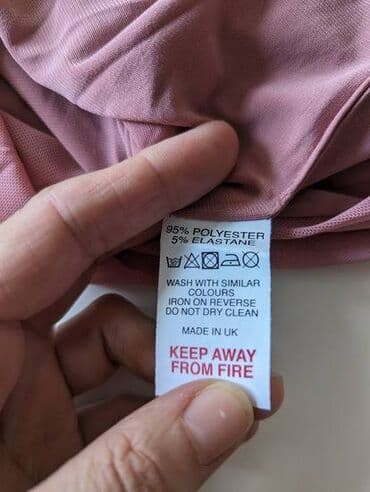 95% POLYESTER
5% ELASTANE
WASH WITH SIMILAR
COLOURS
IRON ON REVERSE
DO NOT DRY CLEAN
MADE IN UK
KEEP AWAY
FROM FIRE